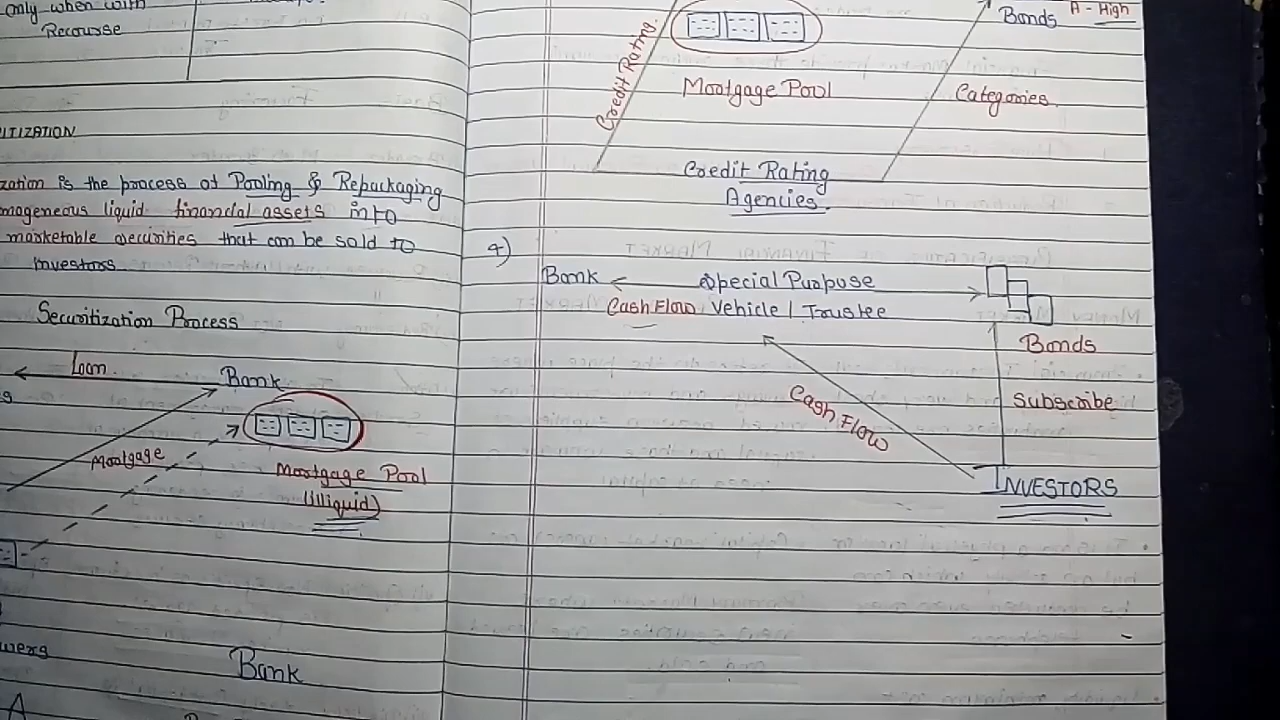 only when with
Recourse
ITIZATION
zation is the process of Pooling & Repackaging
mogeneous liquid financial assets into
marketable securities that can be sold to
investors
Securitization Process
Loan
Bank
Mortgage
Mortgage Pool
(illiquid)
wers
Bank
A
Credit Rating
Mortgage Pool
Bonds
A - High
Categories
Credit Rating
Agencies
4)
Bank
Special Purpose
Cash Flow
Vehicle / Trustee
Bonds
Cash Flow
Subscribe
INVESTORS